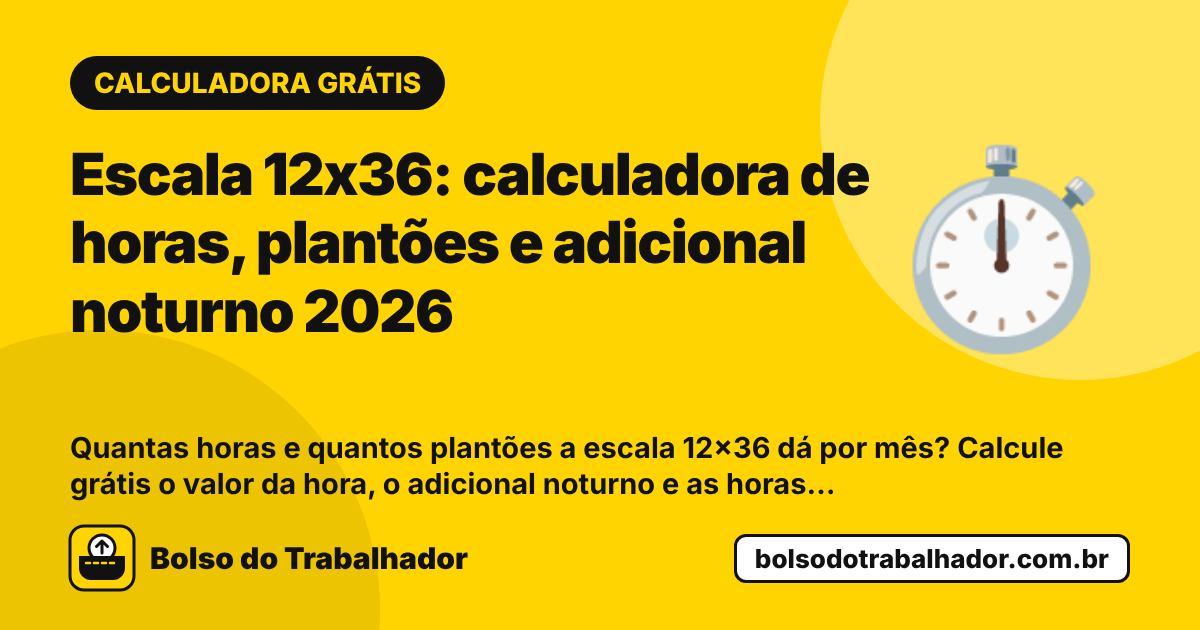 CALCULADORA GRÁTIS
Escala 12x36: calculadora de
horas, plantões e adicional
noturno 2026
Quantas horas e quantos plantões a escala 12×36 dá por mês? Calcule
grátis o valor da hora, o adicional noturno e as horas...
Bolso do Trabalhador
bolsodotrabalhador.com.br